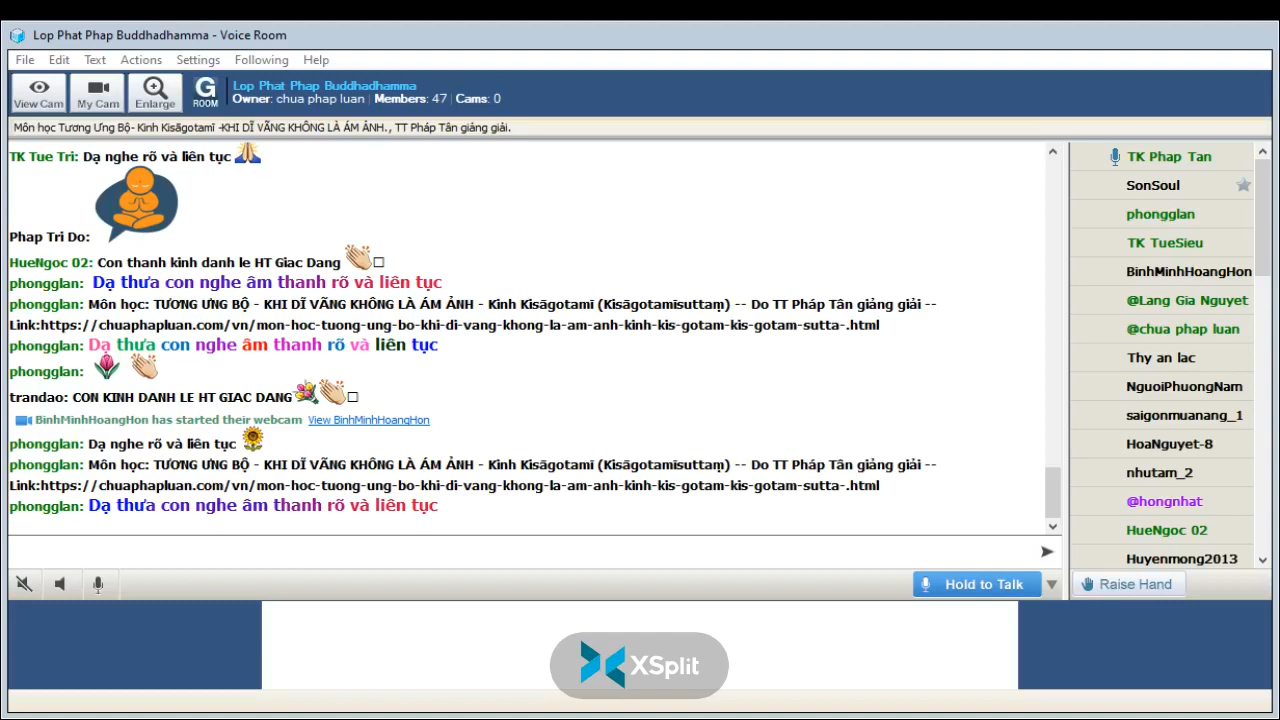 Lop Phat Phap Buddhadhamma - Voice Room
File Edit Text Actions Settings Following Help
View Cam My Cam Enlarge G ROOM
Lop Phat Phap Buddhadhamma
Owner: chua phap luan | Members: 47 | Cams: 0
Môn học Tương Ưng Bộ- Kinh Kisāgotamī -KHI DĨ VÃNG KHÔNG LÀ ÁM ẢNH., TT Pháp Tân giảng giải.
TK Tue Tri: Dạ nghe rõ và liên tục
Phap Tri Do:
HueNgoc 02: Con thanh kinh danh le HT Giac Dang
phongglan: Dạ thưa con nghe âm thanh rõ và liên tục
phongglan: Môn học: TƯƠNG ƯNG BỘ - KHI DĨ VÃNG KHÔNG LÀ ÁM ẢNH - Kinh Kisāgotamī (Kisāgotamīsuttaṃ) -- Do TT Pháp Tân giảng giải --
Link:https://chuaphapluan.com/vn/mon-hoc-tuong-ung-bo-khi-di-vang-khong-la-am-anh-kinh-kis-gotam-kis-gotam-sutta-.html
phongglan: Dạ thưa con nghe âm thanh rõ và liên tục
phongglan:
trandao: CON KINH DANH LE HT GIAC DANG
BinhMinhHoangHon has started their webcam View BinhMinhHoangHon
phongglan: Dạ nghe rõ và liên tục
phongglan: Môn học: TƯƠNG ƯNG BỘ - KHI DĨ VÃNG KHÔNG LÀ ÁM ẢNH - Kinh Kisāgotamī (Kisāgotamīsuttaṃ) -- Do TT Pháp Tân giảng giải --
Link:https://chuaphapluan.com/vn/mon-hoc-tuong-ung-bo-khi-di-vang-khong-la-am-anh-kinh-kis-gotam-kis-gotam-sutta-.html
phongglan: Dạ thưa con nghe âm thanh rõ và liên tục
TK Phap Tan
SonSoul
phongglan
TK TueSieu
BinhMinhHoangHon
@Lang Gia Nguyet
@chua phap luan
Thy an lac
NguoiPhuongNam
saigonmuanang_1
HoaNguyet-8
nhutam_2
@hongnhat
HueNgoc 02
Huyenmong2013
Hold to Talk
Raise Hand
XSplit